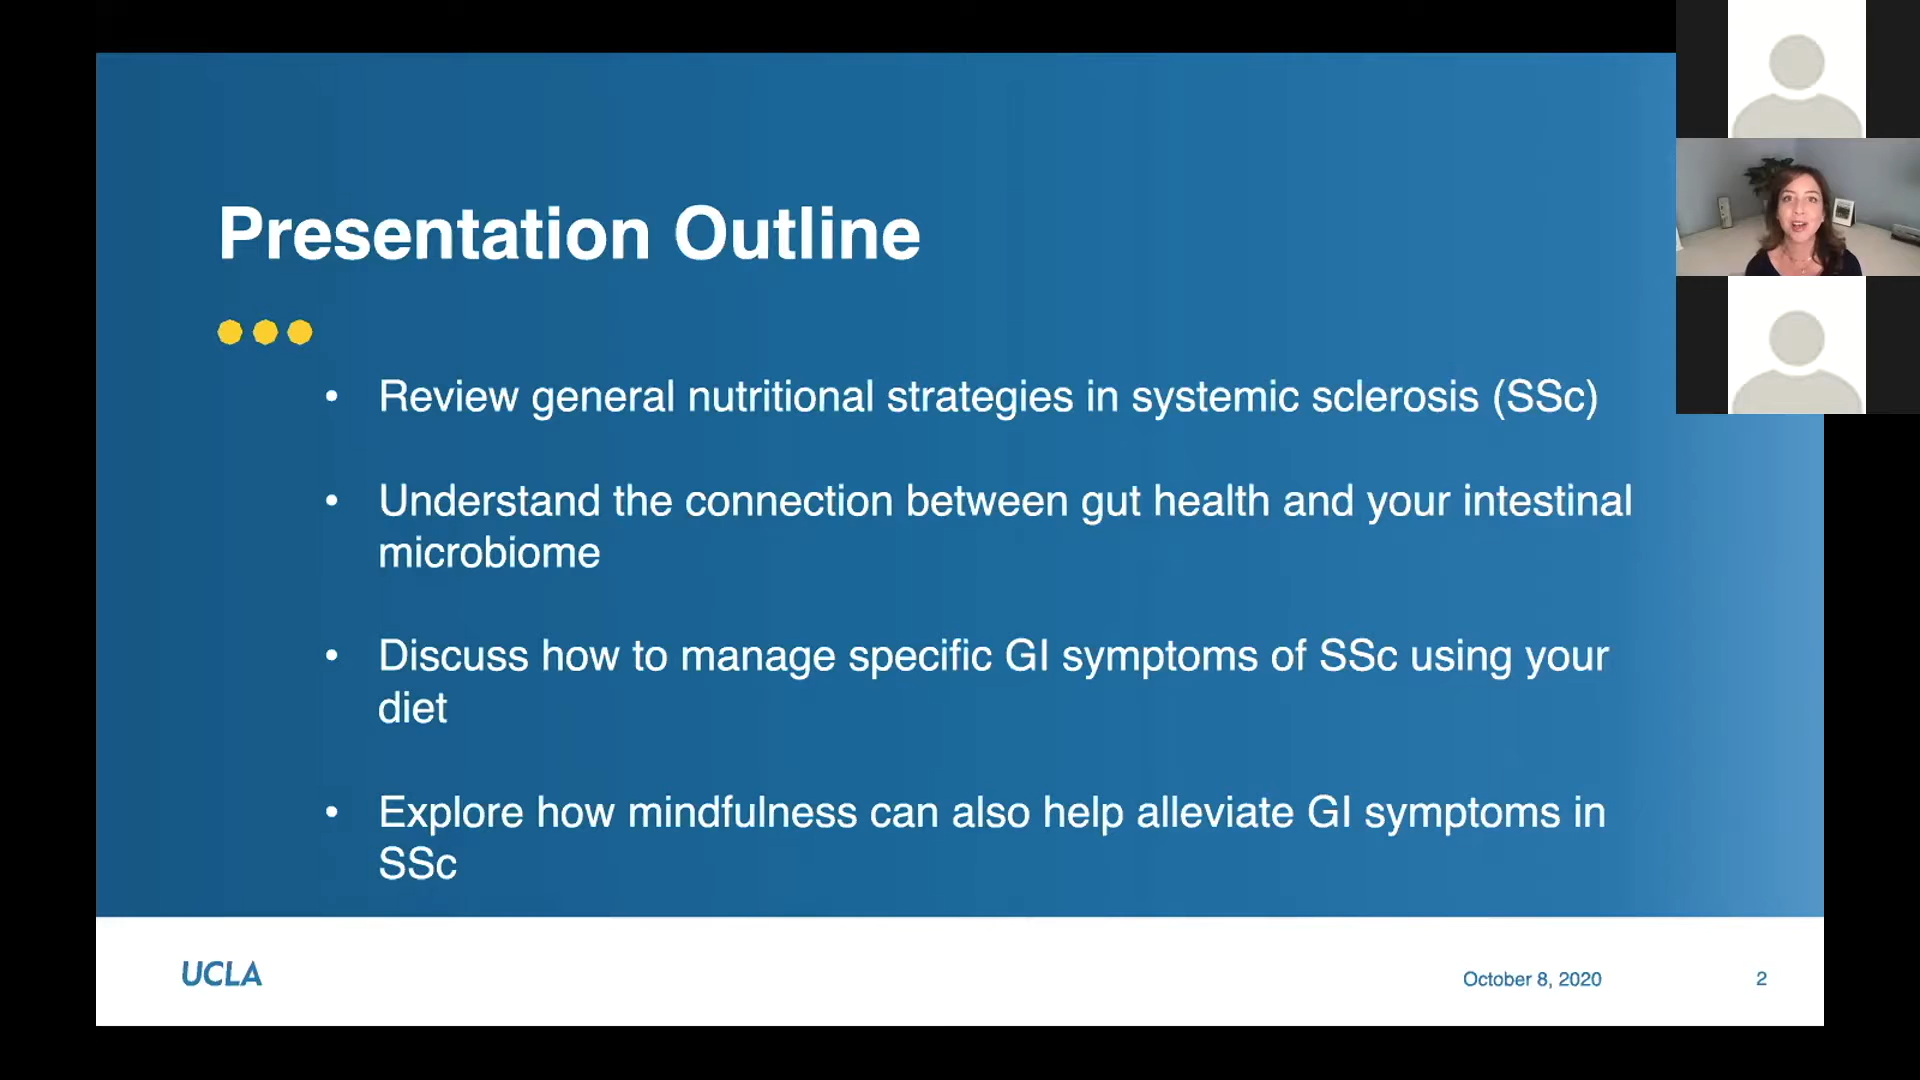 Presentation Outline
• Review general nutritional strategies in systemic sclerosis (SSc)
• Understand the connection between gut health and your intestinal
microbiome
• Discuss how to manage specific GI symptoms of SSc using your
diet
• Explore how mindfulness can also help alleviate GI symptoms in
SSc
UCLA
October 8, 2020
2